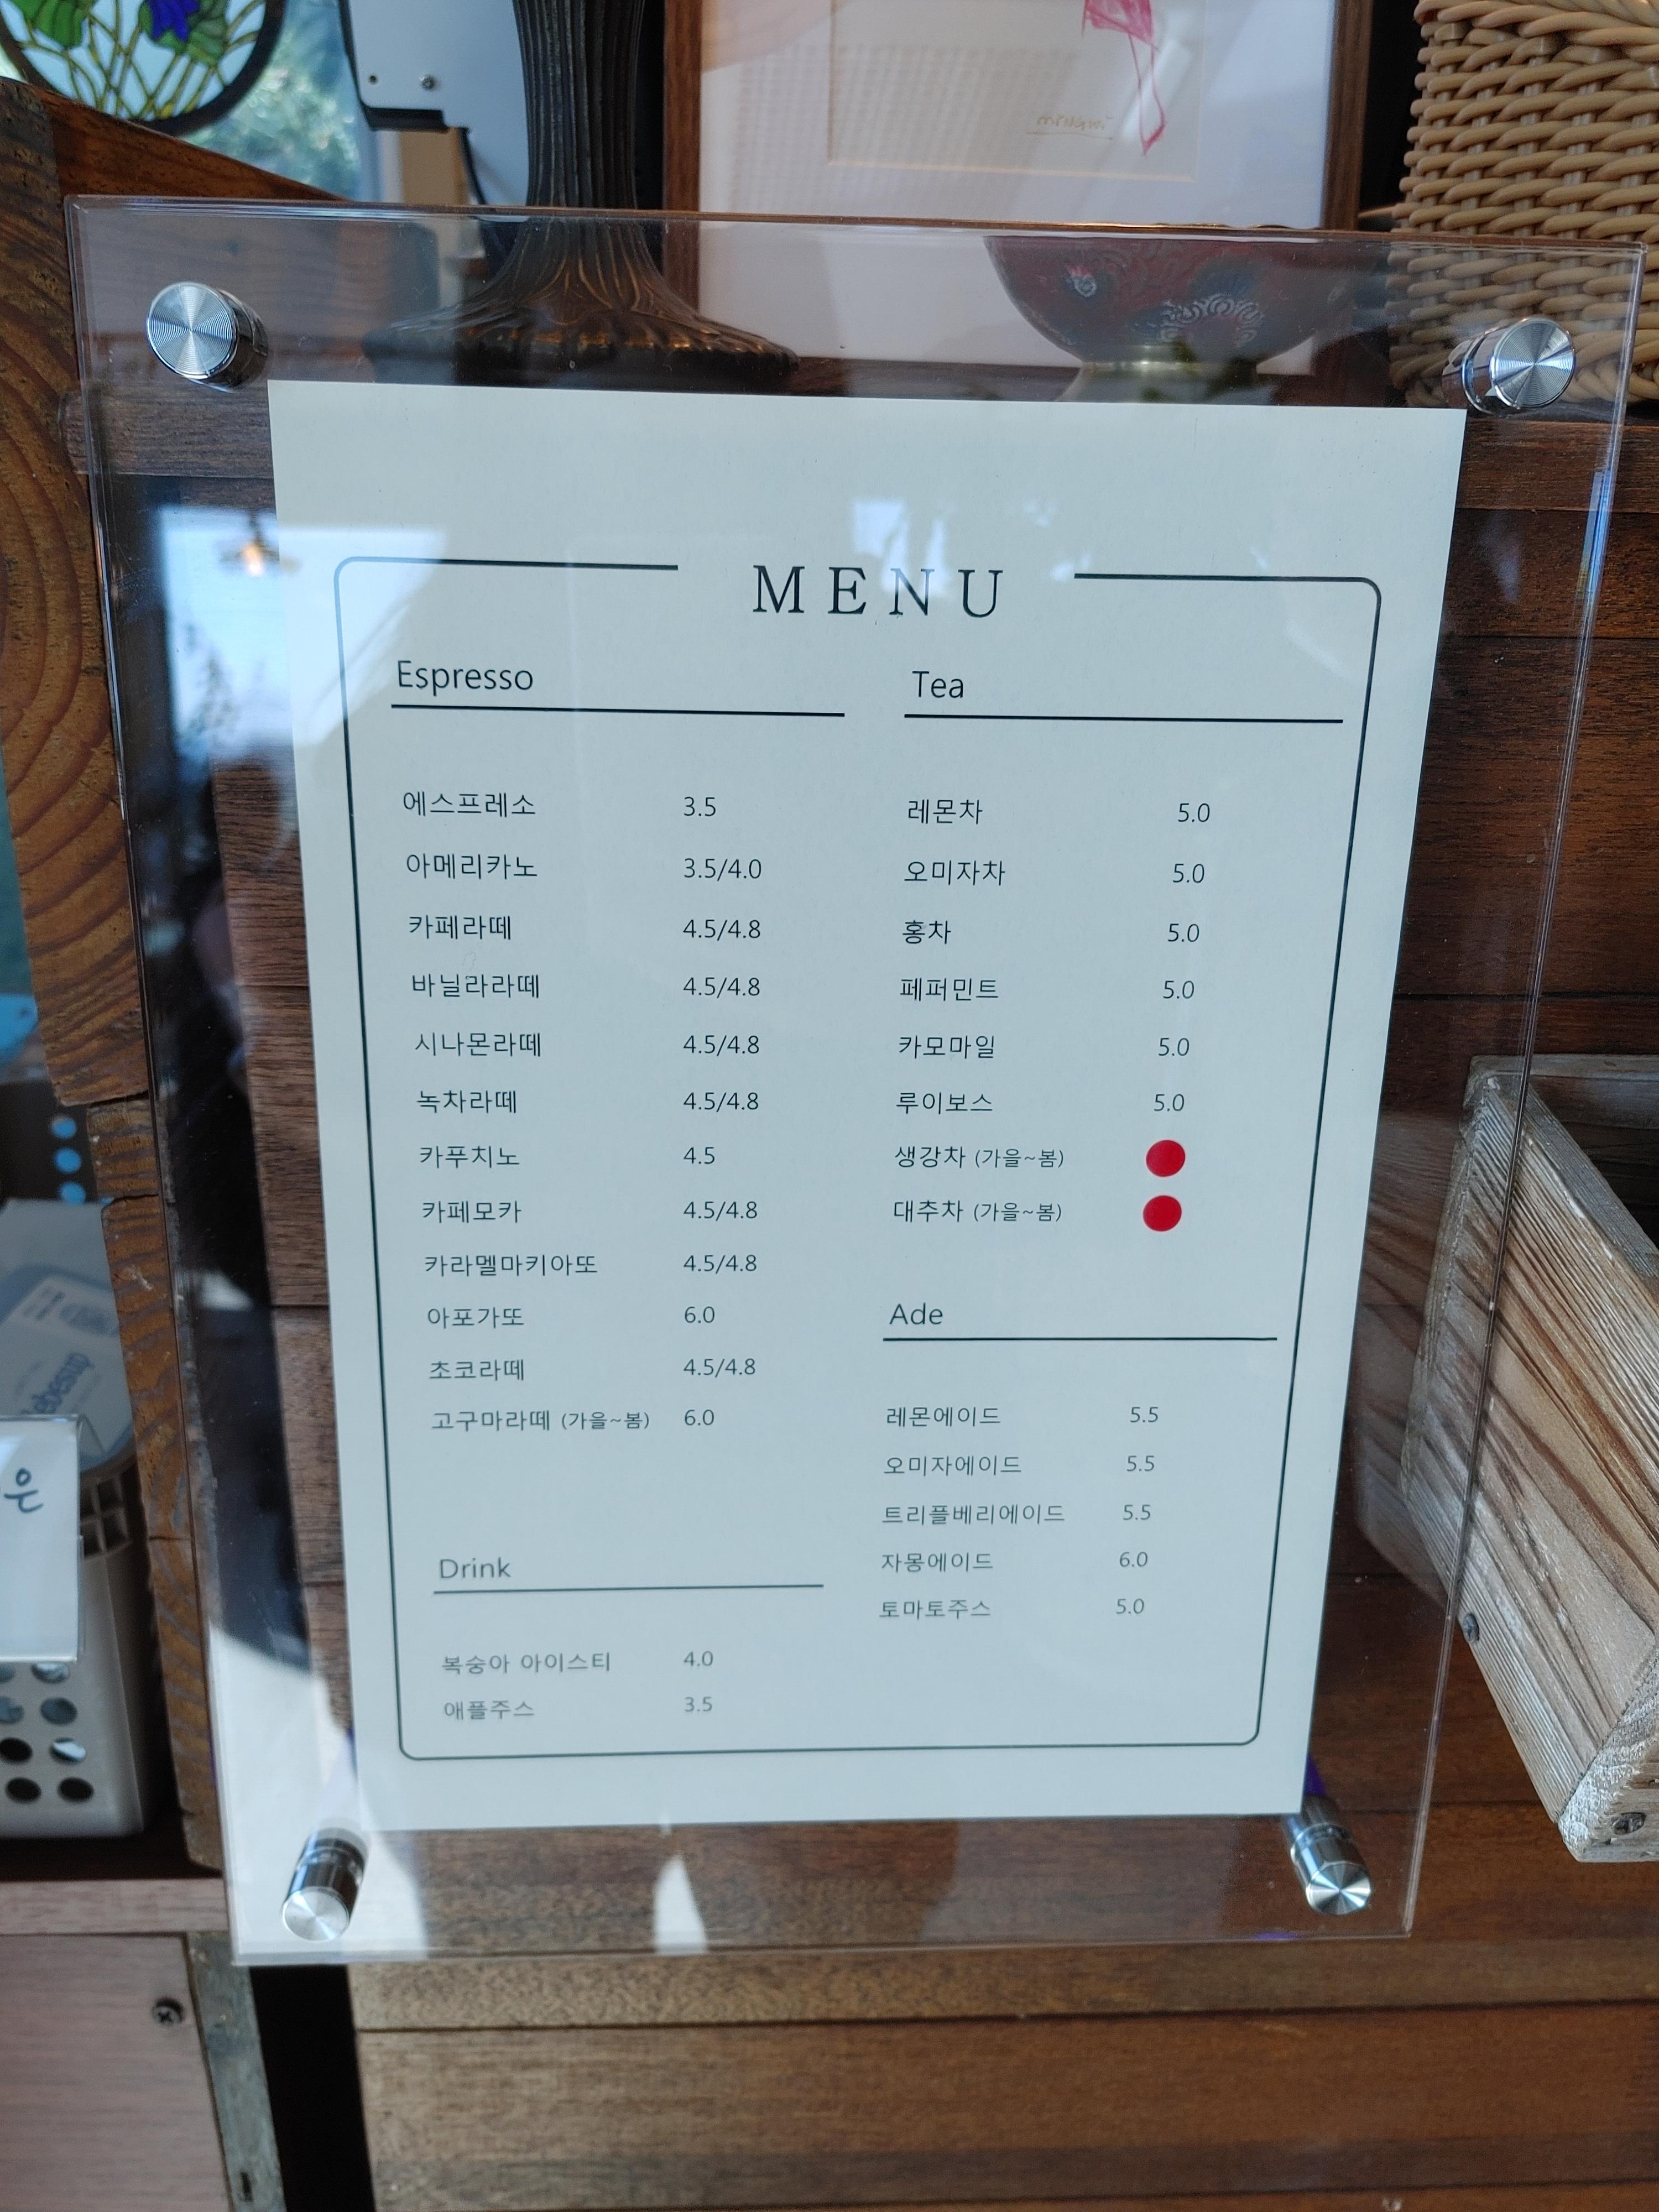 MENU
Espresso
에스프레소 3.5
아메리카노 3.5/4.0
카페라떼 4.5/4.8
바닐라라떼 4.5/4.8
시나몬라떼 4.5/4.8
녹차라떼 4.5/4.8
카푸치노 4.5
카페모카 4.5/4.8
카라멜마키아또 4.5/4.8
아포가또 6.0
초코라떼 4.5/4.8
고구마라떼 (가을~봄) 6.0
Drink
복숭아 아이스티 4.0
애플주스 3.5
Tea
레몬차 5.0
오미자차 5.0
홍차 5.0
페퍼민트 5.0
카모마일 5.0
루이보스 5.0
생강차 (가을~봄)
대추차 (가을~봄)
Ade
레몬에이드 5.5
오미자에이드 5.5
트리플베리에이드 5.5
자몽에이드 6.0
토마토주스 5.0
은